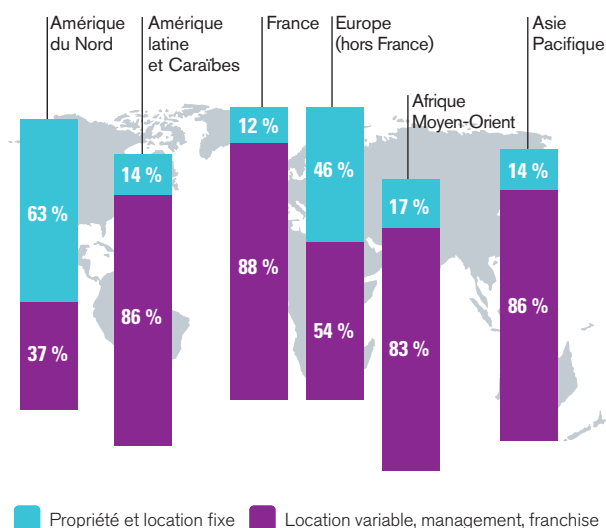 Amérique
du Nord
Amérique
latine
et Caraïbes
France
Europe
(hors France)
Afrique
Moyen-Orient
Asie
Pacifique
63 %
37 %
14 %
86 %
12 %
88 %
46 %
54 %
17 %
83 %
14 %
86 %
Propriété et location fixe
Location variable, management, franchise